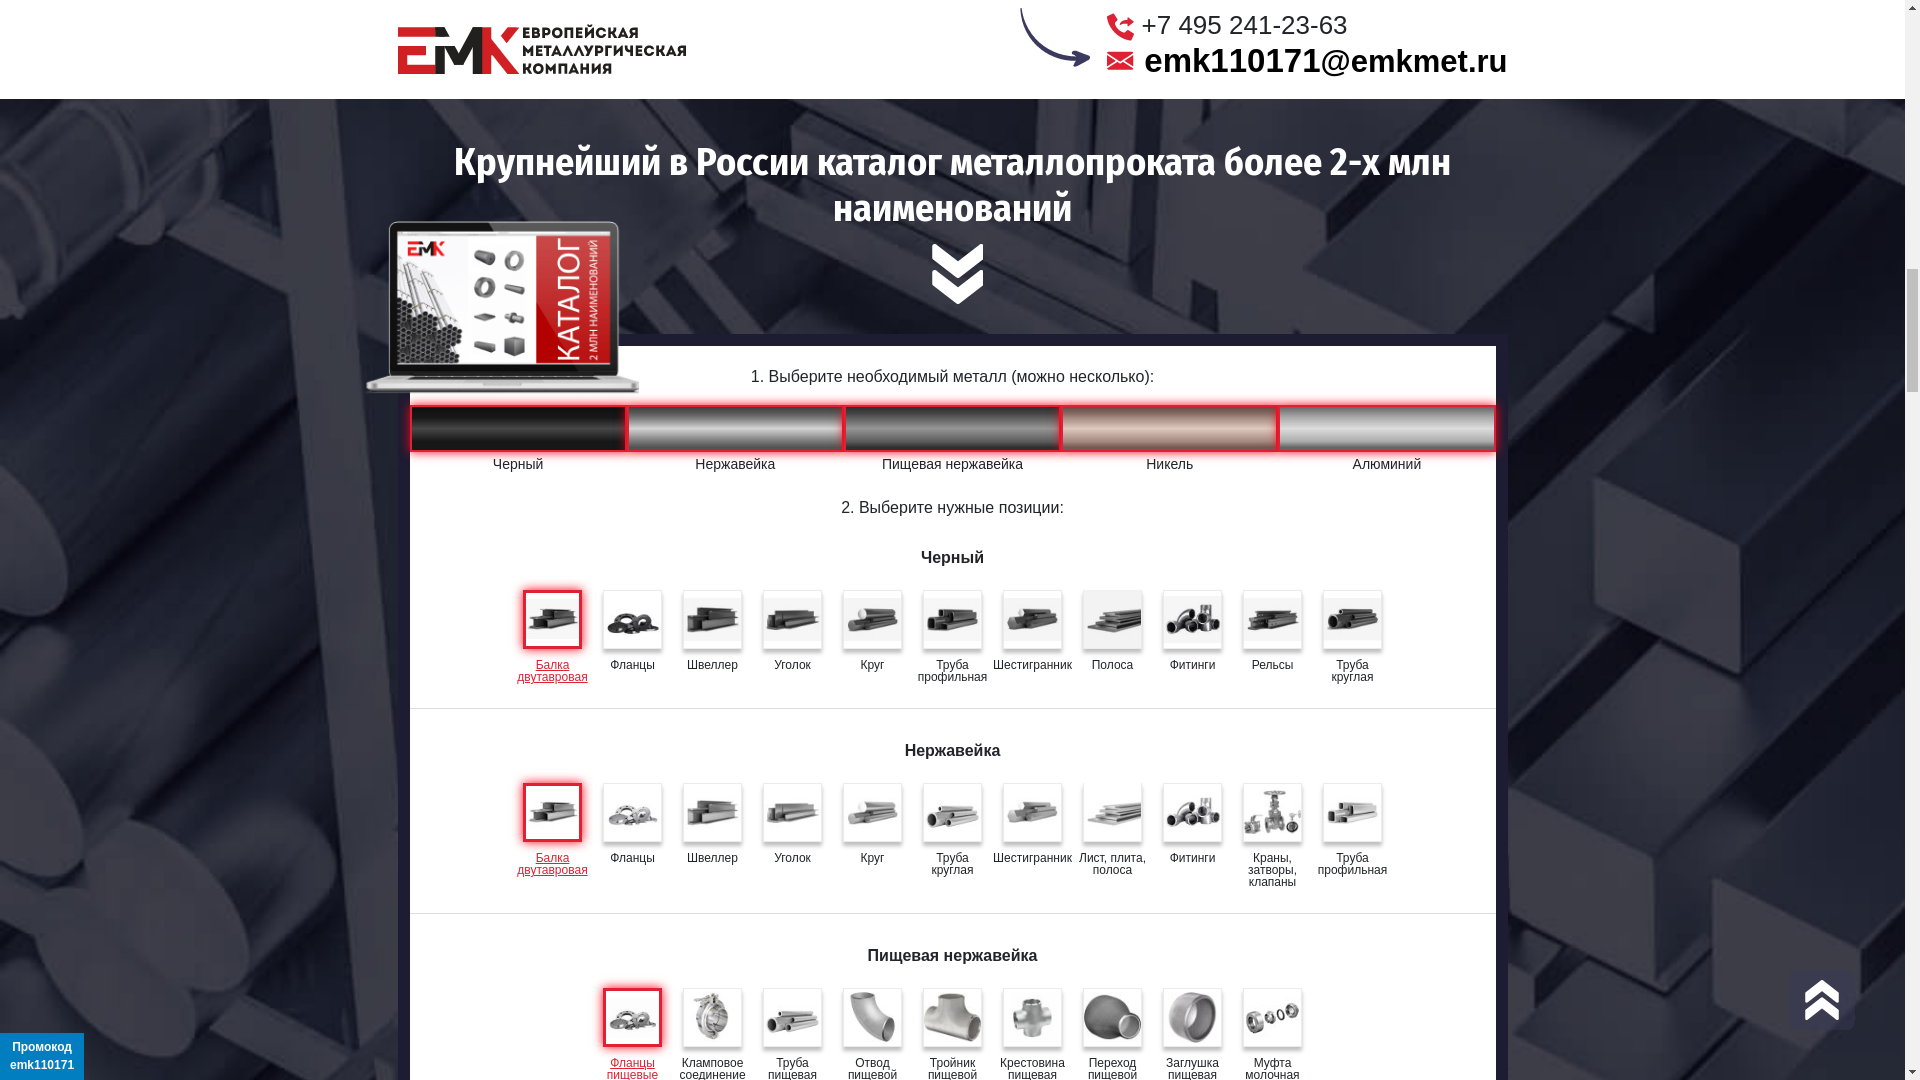 ЕМК ЕВРОПЕЙСКАЯ
МЕТАЛЛУРГИЧЕСКАЯ
КОМПАНИЯ
+7 495 241-23-63
emk110171@emkmet.ru
Крупнейший в России каталог металлопроката более 2-х млн
наименований
ЕМК
КАТАЛОГ
2 МЛН НАИМЕНОВАНИЙ
1. Выберите необходимый металл (можно несколько):
Черный Нержавейка Пищевая нержавейка Никель Алюминий
2. Выберите нужные позиции:
Черный
Балка Фланцы Швеллер Уголок Круг Труба Шестигранник Полоса Фитинги Рельсы Труба
двутавровая профильная круглая
Нержавейка
Балка Фланцы Швеллер Уголок Круг Труба Шестигранник Лист, плита, Фитинги Краны, Труба
двутавровая круглая полоса затворы, профильная
клапаны
Пищевая нержавейка
Фланцы Кламповое Труба Отвод Тройник Крестовина Переход Заглушка Муфта
пищевые соединение пищевая пищевой пищевой пищевая пищевой пищевая молочная
Промокод
emk110171